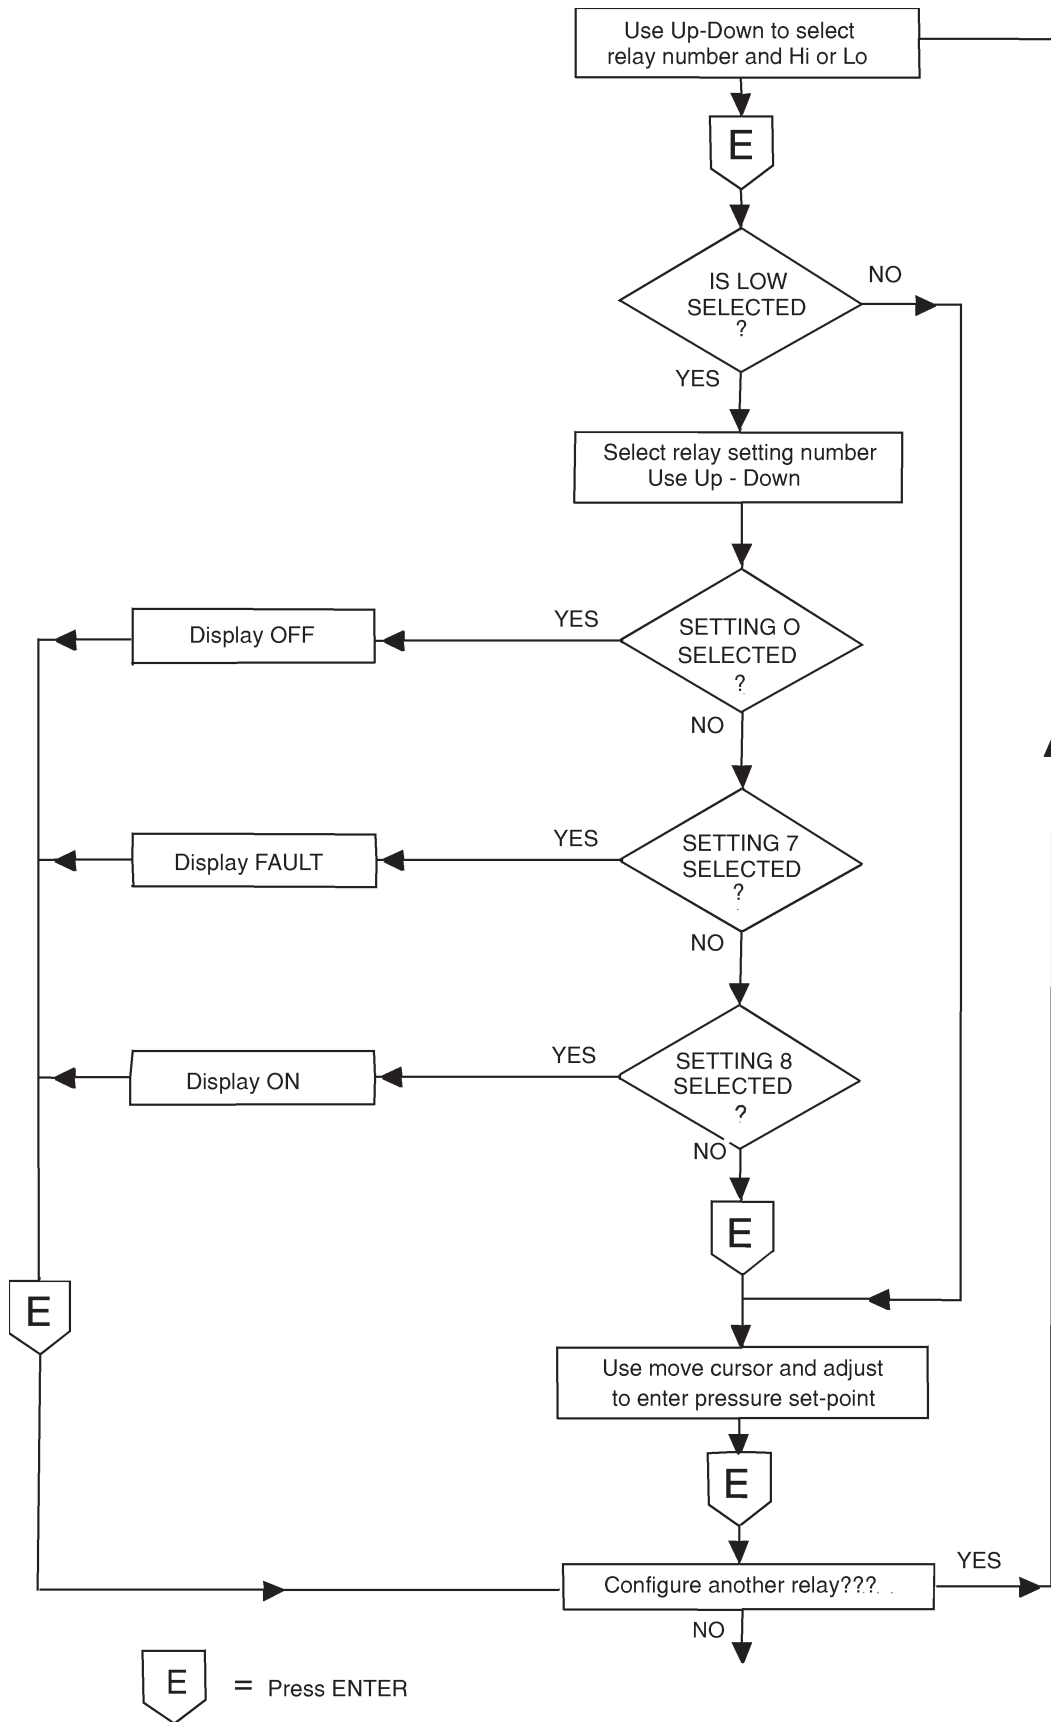 Use Up-Down to select
relay number and Hi or Lo
E
IS LOW
SELECTED
?
NO
YES
Select relay setting number
Use Up - Down
SETTING O
SELECTED
?
YES
Display OFF
NO
SETTING 7
SELECTED
?
YES
Display FAULT
NO
SETTING 8
SELECTED
?
YES
Display ON
NO
E
E
Use move cursor and adjust
to enter pressure set-point
E
Configure another relay???
YES
NO
E = Press ENTER